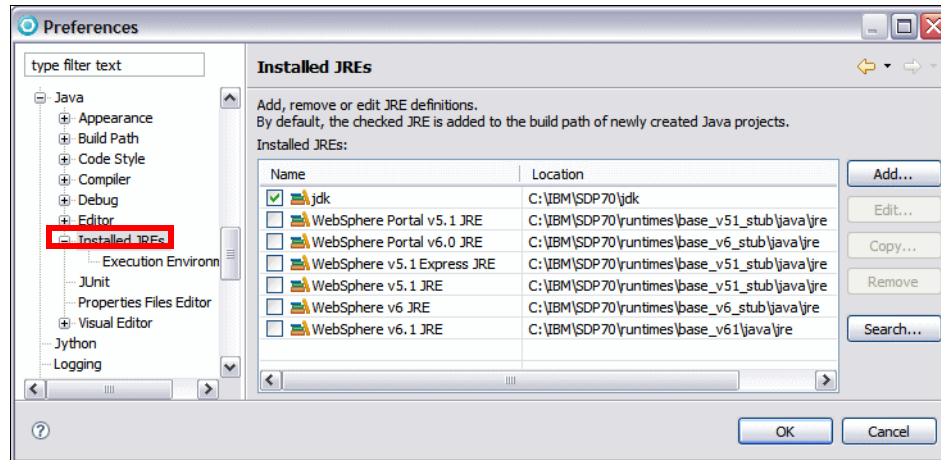 Preferences
type filter text
Installed JREs
Java
Appearance
Build Path
Code Style
Compiler
Debug
Editor
Installed JREs
Execution Environm
JUnit
Properties Files Editor
Visual Editor
Jython
Logging
Add, remove or edit JRE definitions.
By default, the checked JRE is added to the build path of newly created Java projects.
Installed JREs:
Name Location
jdk C:\IBM\SDP70\jdk
WebSphere Portal v5.1 JRE C:\IBM\SDP70\runtimes\base_v51_stub\java\jre
WebSphere Portal v6.0 JRE C:\IBM\SDP70\runtimes\base_v6_stub\java\jre
WebSphere v5.1 Express JRE C:\IBM\SDP70\runtimes\base_v51_stub\java\jre
WebSphere v5.1 JRE C:\IBM\SDP70\runtimes\base_v51_stub\java\jre
WebSphere v6 JRE C:\IBM\SDP70\runtimes\base_v6_stub\java\jre
WebSphere v6.1 JRE C:\IBM\SDP70\runtimes\base_v61\java\jre
Add...
Edit...
Copy...
Remove
Search...
OK Cancel